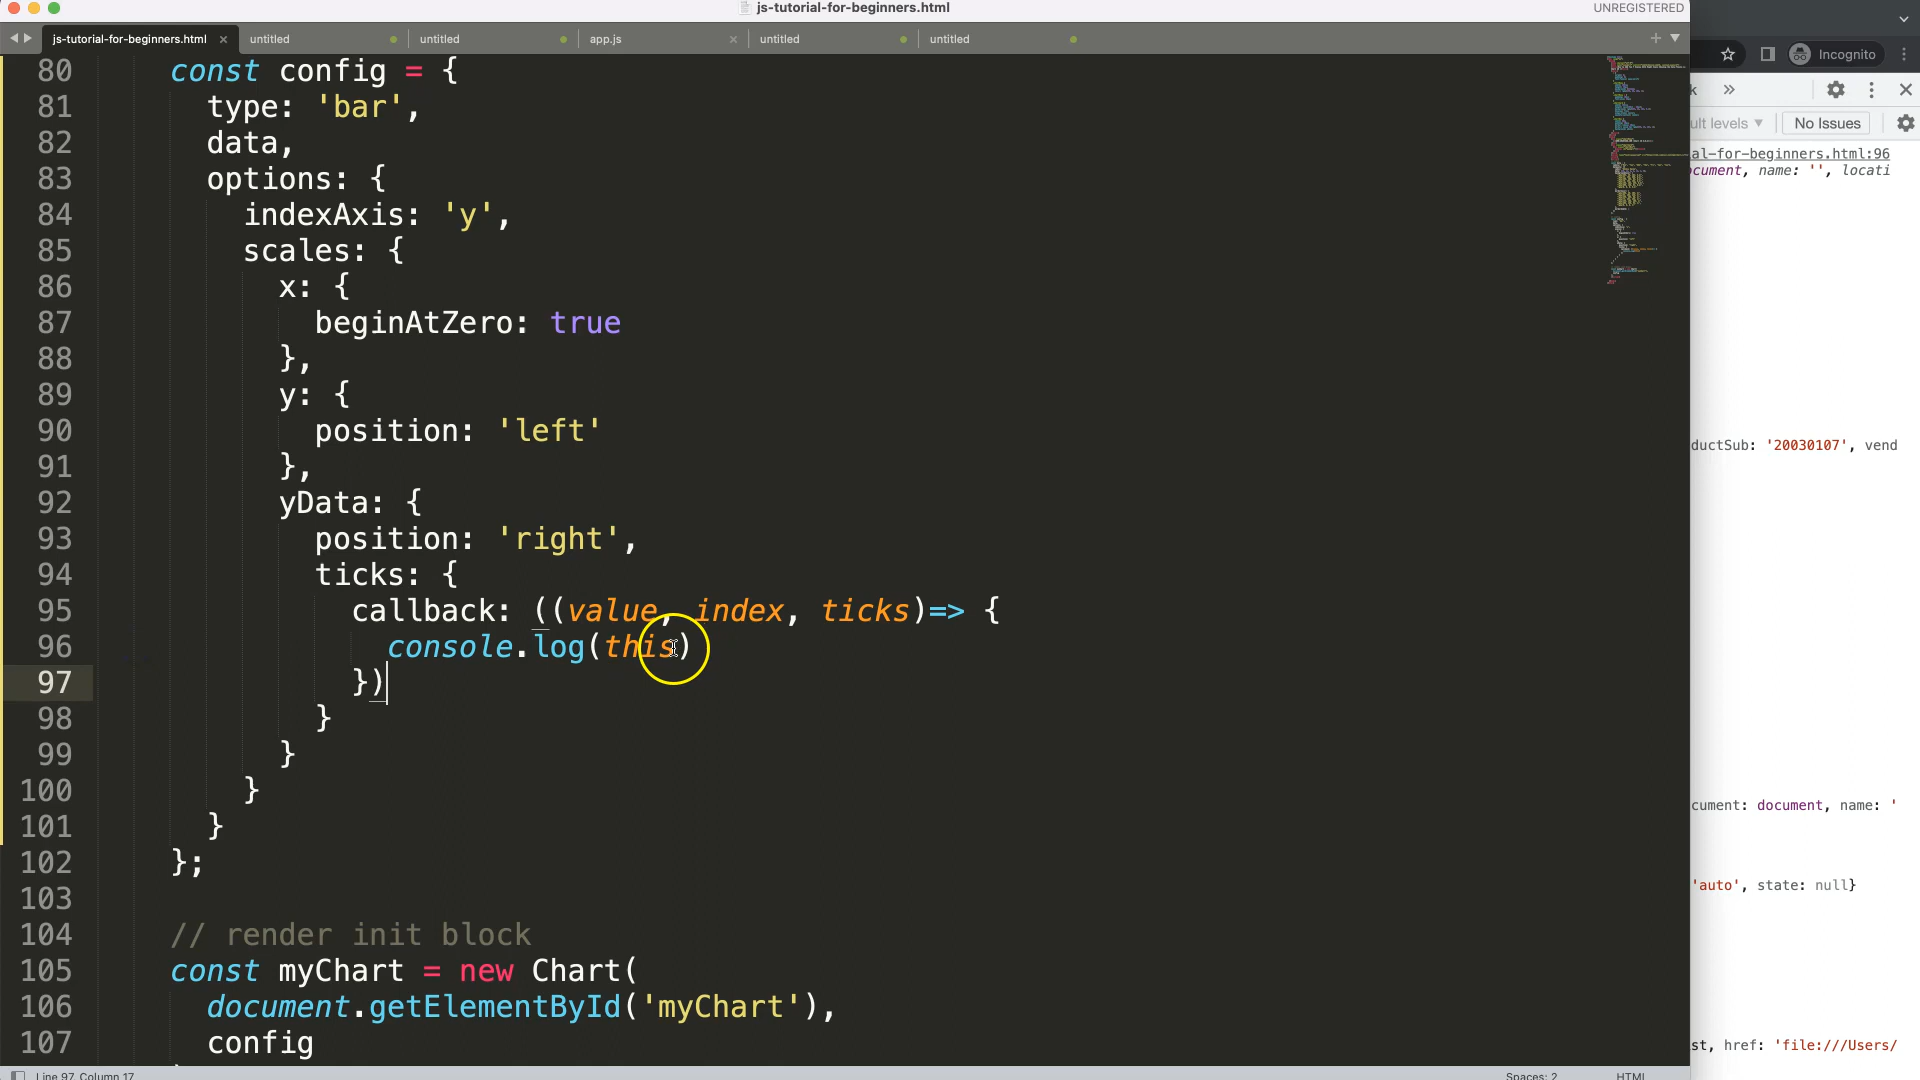 js-tutorial-for-beginners.html
UNREGISTERED
js-tutorial-for-beginners.html × untitled untitled app.js × untitled untitled
80 const config = {
81 type: 'bar',
82 data,
83 options: {
84 indexAxis: 'y',
85 scales: {
86 x: {
87 beginAtZero: true
88 },
89 y: {
90 position: 'left'
91 },
92 yData: {
93 position: 'right',
94 ticks: {
95 callback: ((value, index, ticks)=> {
96 console.log(this)
97 })
98 }
99 }
100 }
101 }
102 };
103
104 // render init block
105 const myChart = new Chart(
106 document.getElementById('myChart'),
107 config
Line 97, Column 17
Spaces: 2
HTML
Incognito
k »
ult levels ▼ No Issues
al-for-beginners.html:96
ocument, name: '', locati
ductSub: '20030107', vend
cument: document, name: '
'auto', state: null}
st, href: 'file:///Users/